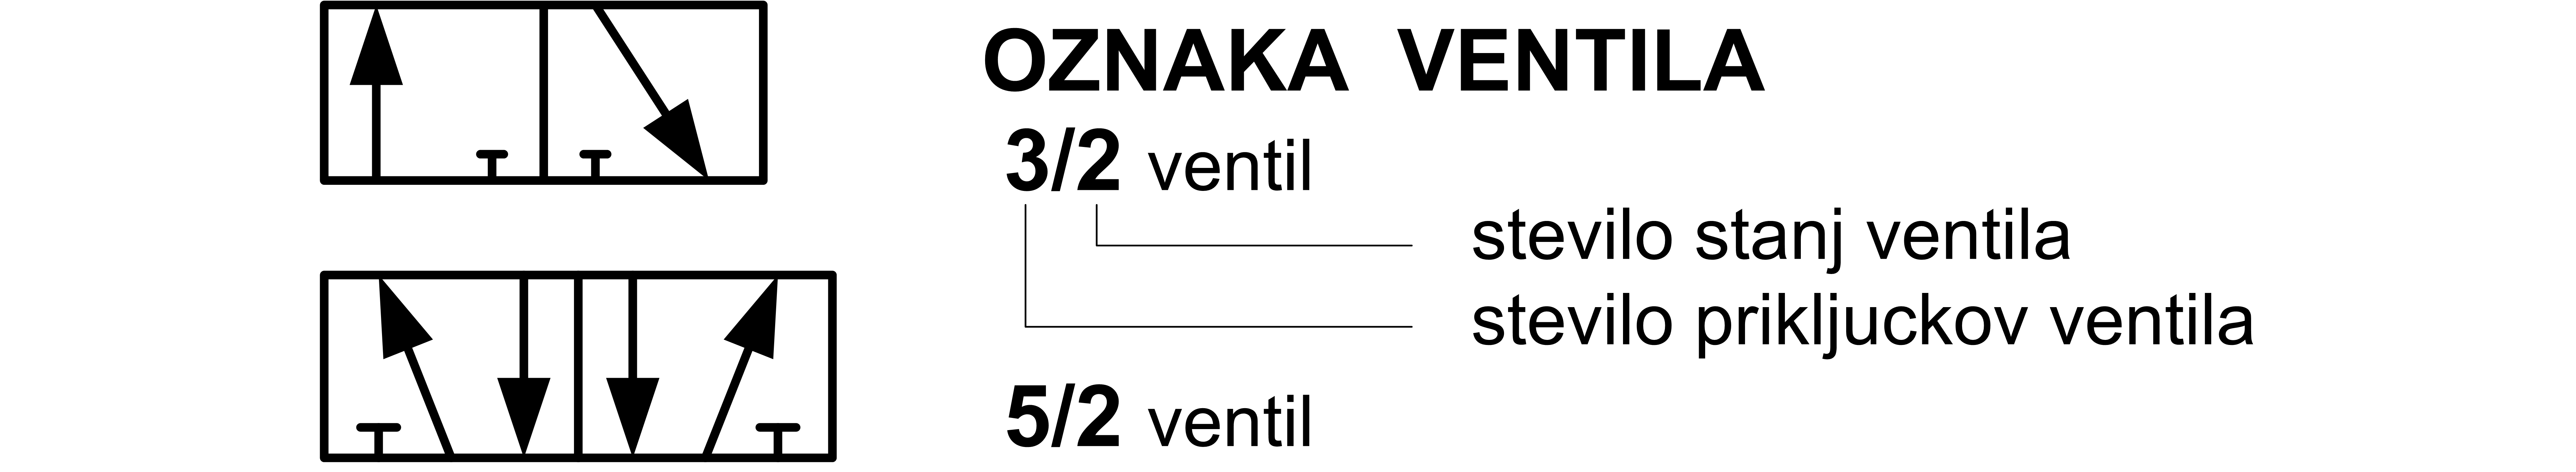 OZNAKA VENTILA
3/2 ventil
stevilo stanj ventila
stevilo prikljuckov ventila
5/2 ventil